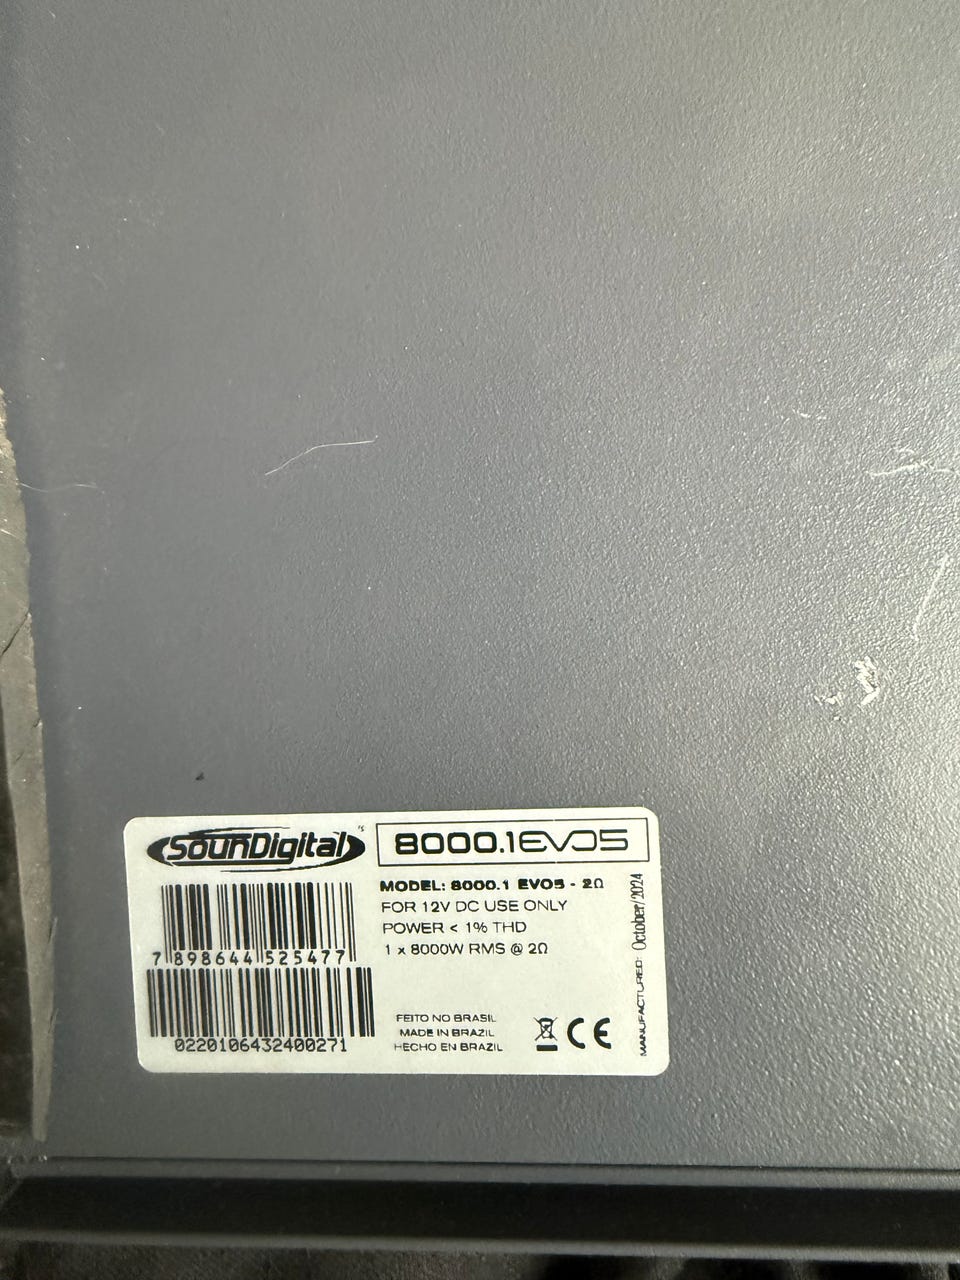 SounDigital's
8000.1EVO5
MODEL: 8000.1 EVO5 - 2Ω
FOR 12V DC USE ONLY
POWER < 1% THD
1 x 8000W RMS @ 2Ω
7 898644 525477
0220106432400271
FEITO NO BRASIL
MADE IN BRAZIL
HECHO EN BRAZIL
CE
MANUFACTURED: October/2024